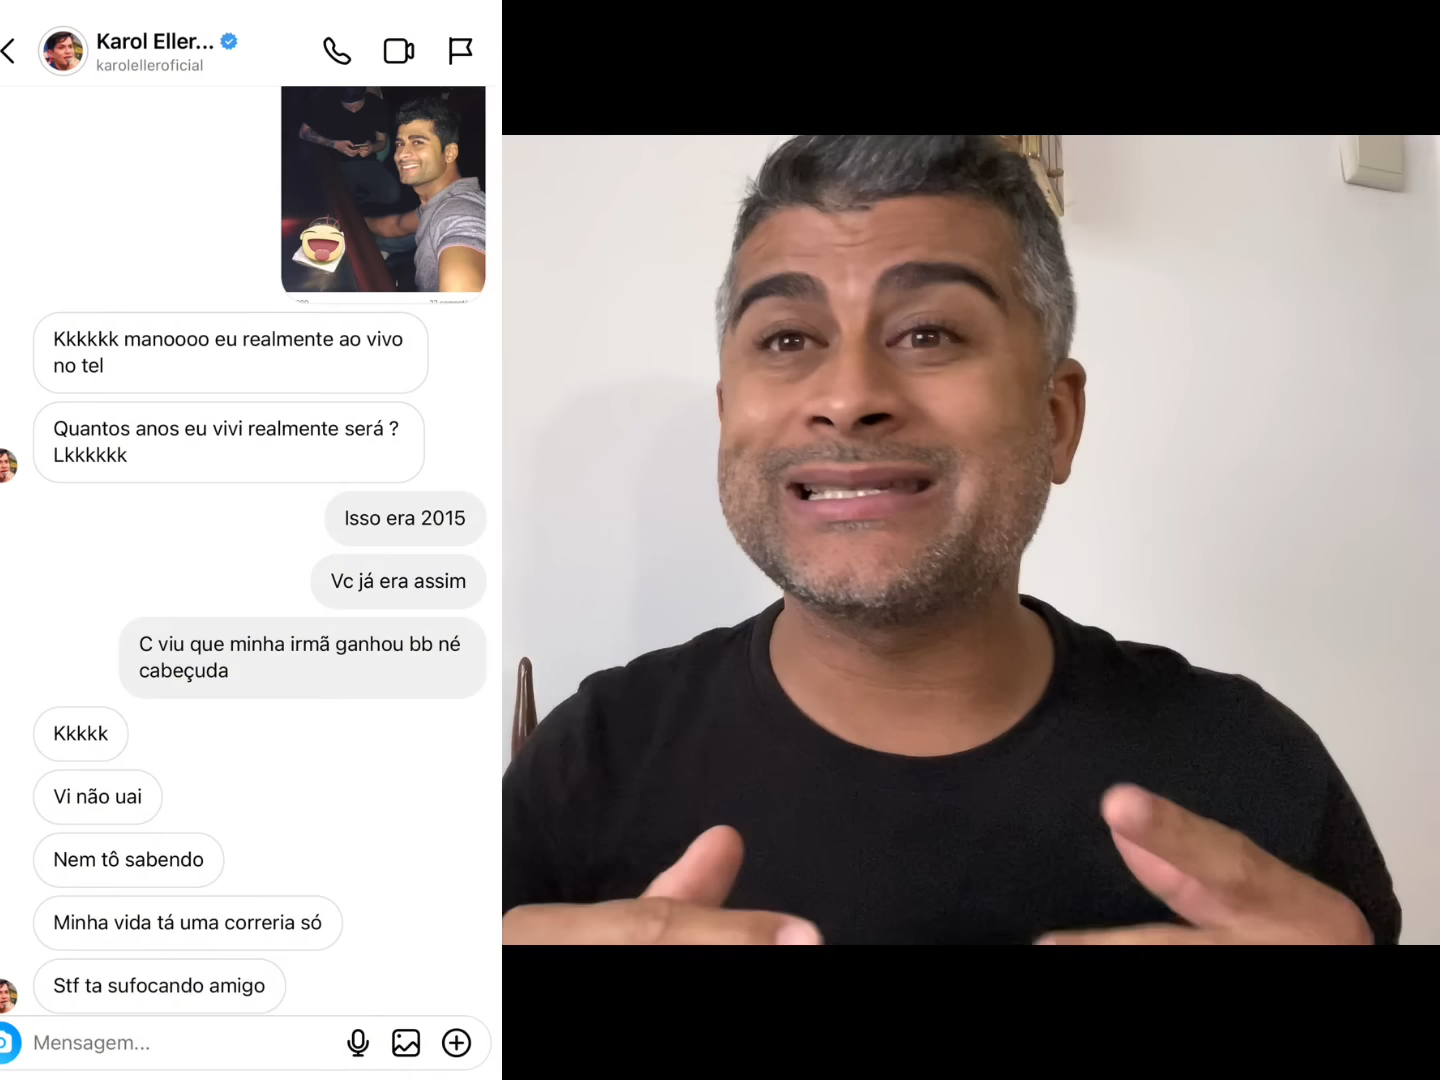 Karol Eller...
karolelleroficial
Kkkkkk manoooo eu realmente ao vivo
no tel
Quantos anos eu vivi realmente será ?
Lkkkkkk
Isso era 2015
Vc já era assim
C viu que minha irmã ganhou bb né
cabeçuda
Kkkkk
Vi não uai
Nem tô sabendo
Minha vida tá uma correria só
Stf ta sufocando amigo
Mensagem...